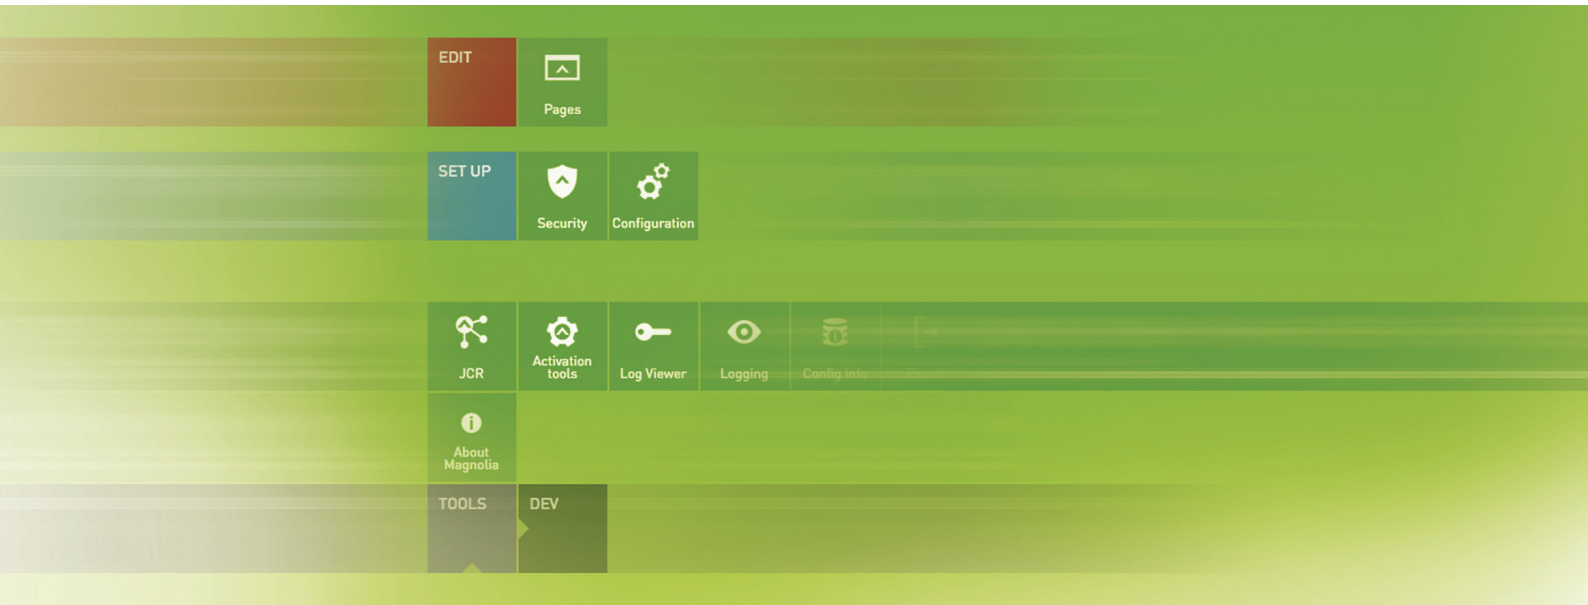 EDIT
Pages
SET UP
Security
Configuration
JCR
Activation
tools
Log Viewer
Logging
Config info
About
Magnolia
TOOLS
DEV